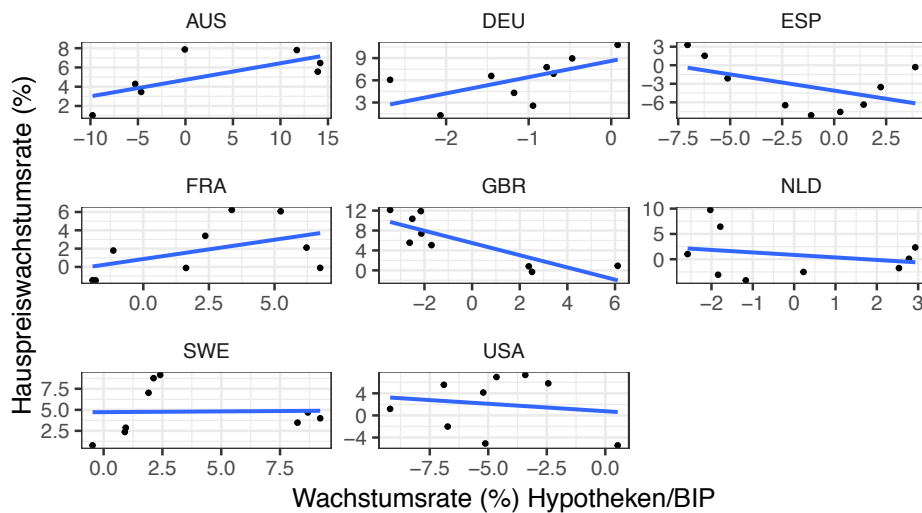 AUS DEU ESP
8 9 3
6 6 0
4 3 −3
2 −6
−10 −5 0 5 10 15 −2 −1 0 −7.5 −5.0 −2.5 0.0 2.5
FRA GBR NLD
6 12 10
4 8 5
2 4 0
0 0
0.0 2.5 5.0 −2 0 2 4 6 −2 −1 0 1 2 3
SWE USA
7.5 4
5.0 0
2.5 −4
0.0 2.5 5.0 7.5 −7.5 −5.0 −2.5 0.0
Hauspreiswachstumsrate (%)
Wachstumsrate (%) Hypotheken/BIP